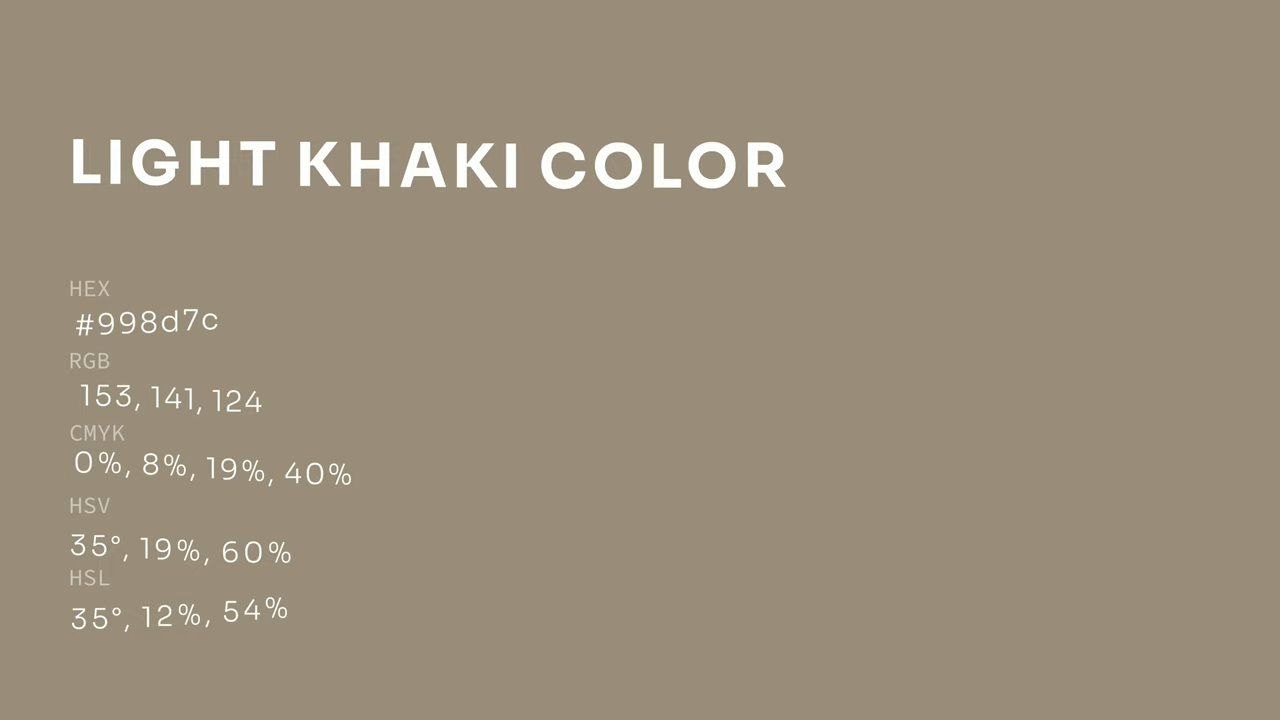 LIGHT KHAKI COLOR
HEX
#998d7c
RGB
153, 141, 124
CMYK
0%, 8%, 19%, 40%
HSV
35°, 19%, 60%
HSL
35°, 12%, 54%